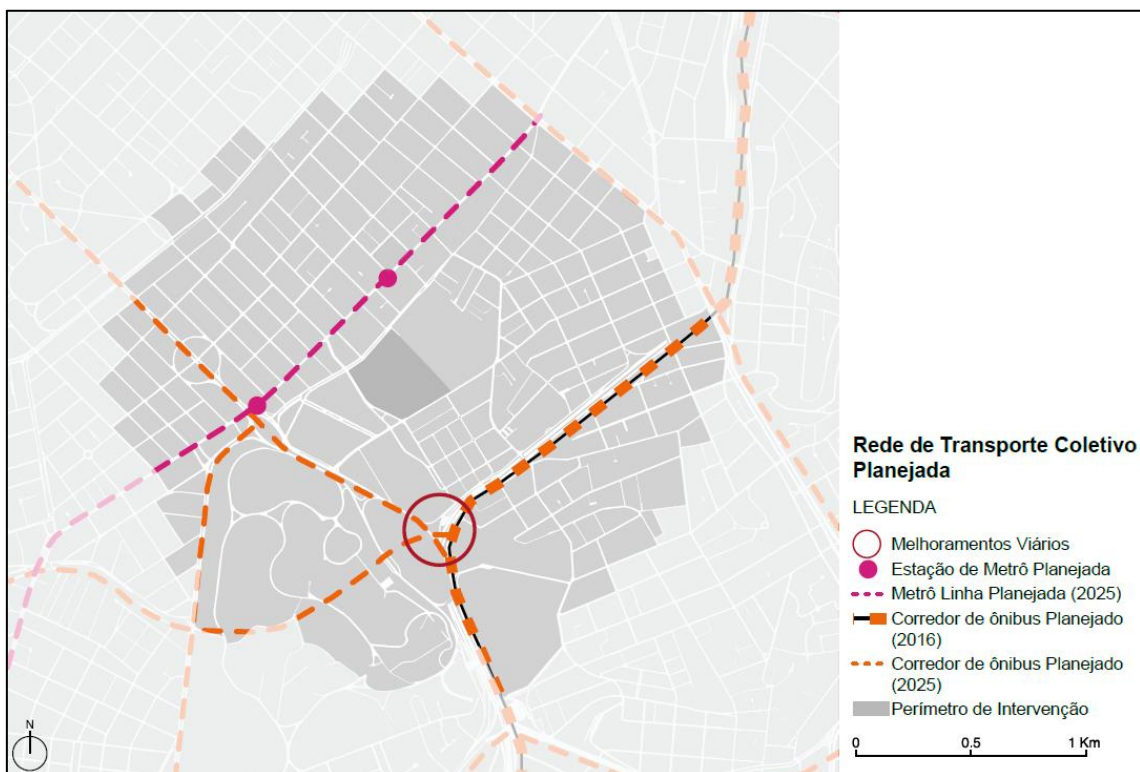 Rede de Transporte Coletivo
Planejada
LEGENDA
Melhoramentos Viários
Estação de Metrô Planejada
Metrô Linha Planejada (2025)
Corredor de ônibus Planejado
(2016)
Corredor de ônibus Planejado
(2025)
Perímetro de Intervenção
0 0.5 1 Km
N